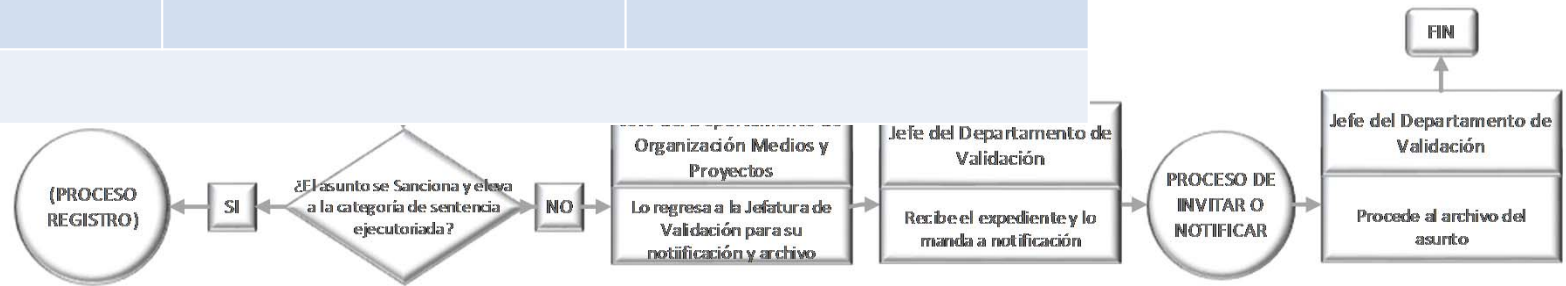 FIN
(PROCESO
REGISTRO)
SI
¿El asunto se Sanciona y eleva
a la categoría de sentencia
ejecutoriada?
NO
Organización Medios y
Proyectos
Lo regresa a la Jefatura de
Validación para su
notiificación y archivo
Jefe del Departamento de
Validación
Recibe el expediente y lo
manda a notificación
PROCESO DE
INVITAR O
NOTIFICAR
Jefe del Departamento de
Validación
Procede al archivo del
asunto